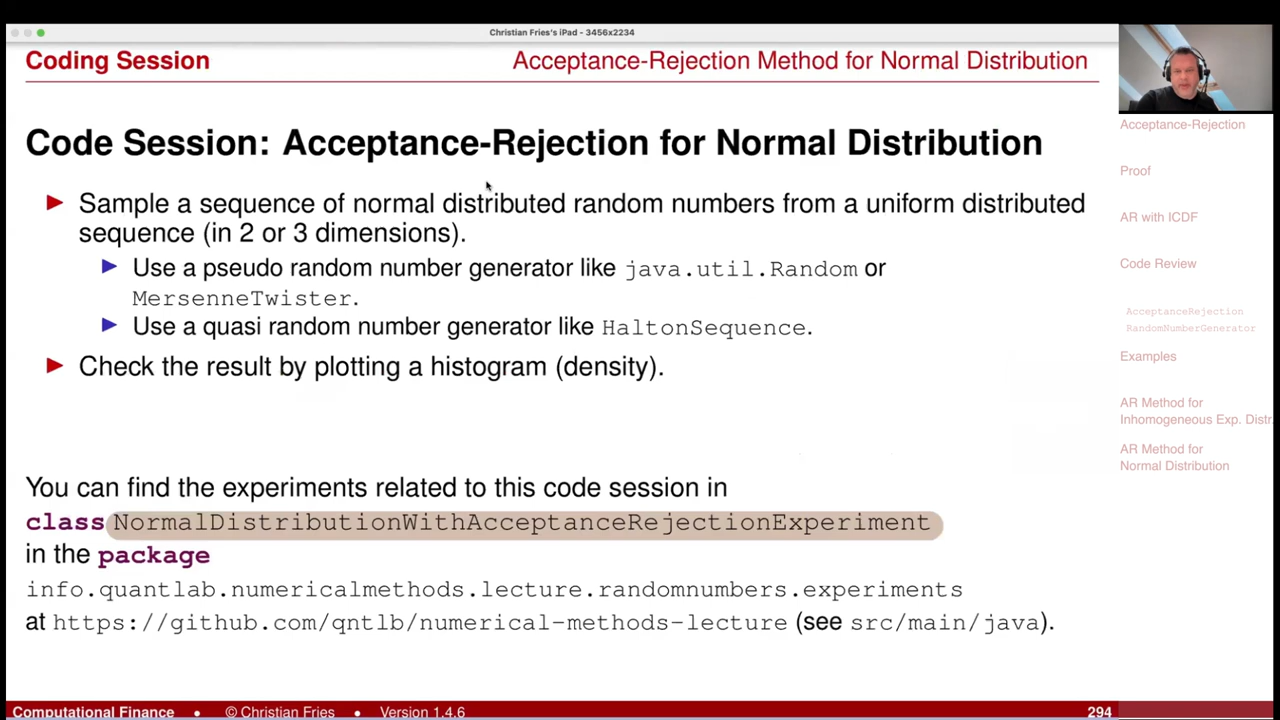 Christian Fries's iPad - 3456x2234
Coding Session
Acceptance-Rejection Method for Normal Distribution
Code Session: Acceptance-Rejection for Normal Distribution
Sample a sequence of normal distributed random numbers from a uniform distributed
sequence (in 2 or 3 dimensions).
Use a pseudo random number generator like java.util.Random or
MersenneTwister.
Use a quasi random number generator like HaltonSequence.
Check the result by plotting a histogram (density).
You can find the experiments related to this code session in
class NormalDistributionWithAcceptanceRejectionExperiment
in the package
info.quantlab.numericalmethods.lecture.randomnumbers.experiments
at https://github.com/qntlb/numerical-methods-lecture (see src/main/java).
Acceptance-Rejection
Proof
AR with ICDF
Code Review
AcceptanceRejection
RandomNumberGenerator
Examples
AR Method for
Inhomogeneous Exp. Distr.
AR Method for
Normal Distribution
Computational Finance • © Christian Fries • Version 1.4.6
294